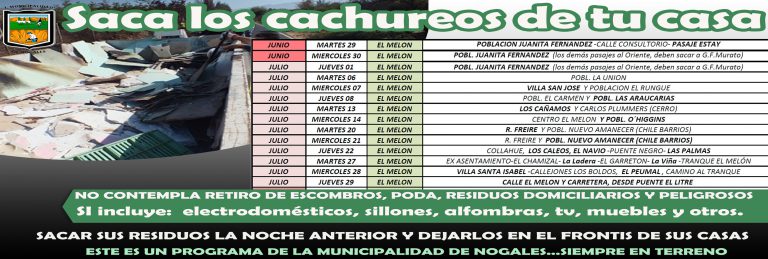 Saca los cachureos de tu casa
JUNIO MARTES 29 EL MELON POBLACION JUANITA FERNANDEZ -CALLE CONSULTORIO- PASAJE ESTAY
JUNIO MIERCOLES 30 EL MELON POBL. JUANITA FERNANDEZ (los demás pasajes al Oriente, deben sacar a G.F.Murato)
JULIO JUEVES 01 EL MELON POBL. JUANITA FERNANDEZ (los demás pasajes al Oriente, deben sacar a G.F.Murato)
JULIO MARTES 06 EL MELON POBL. LA UNION
JULIO MIERCOLES 07 EL MELON VILLA SAN JOSE Y POBLACION EL RUNGUE
JULIO JUEVES 08 EL MELON POBL. EL CARMEN Y POBL. LAS ARAUCARIAS
JULIO MARTES 13 EL MELON LOS CAÑAMOS Y CARLOS PLUMMERS (CERRO)
JULIO MIERCOLES 14 EL MELON CENTRO EL MELON Y POBL. O´HIGGINS
JULIO MARTES 20 EL MELON R. FREIRE Y POBL. NUEVO AMANECER (CHILE BARRIOS)
JULIO MIERCOLES 21 EL MELON R. FREIRE Y POBL. NUEVO AMANECER (CHILE BARRIOS)
JULIO JUEVES 22 EL MELON COLLAHUE, LOS CALEOS, EL NAVIO -PUENTE NEGRO- LAS PALMAS
JULIO MARTES 27 EL MELON EX ASENTAMIENTO-EL CHAMIZAL- La Ladera -EL GARRETON- La Viña -TRANQUE EL MELÓN
JULIO MIERCOLES 28 EL MELON VILLA SANTA ISABEL -CALLEJONES LOS BOLDOS, EL PEUMAL , CAMINO AL TRANQUE
JULIO JUEVES 29 EL MELON CALLE EL MELON Y CARRETERA, DESDE PUENTE EL LITRE
NO CONTEMPLA RETIRO DE ESCOMBROS, PODA, RESIDUOS DOMICILIARIOS Y PELIGROSOS
SI incluye: electrodomésticos, sillones, alfombras, tv, muebles y otros.
SACAR SUS RESIDUOS LA NOCHE ANTERIOR Y DEJARLOS EN EL FRONTIS DE SUS CASAS
ESTE ES UN PROGRAMA DE LA MUNICIPALIDAD DE NOGALES...SIEMPRE EN TERRENO